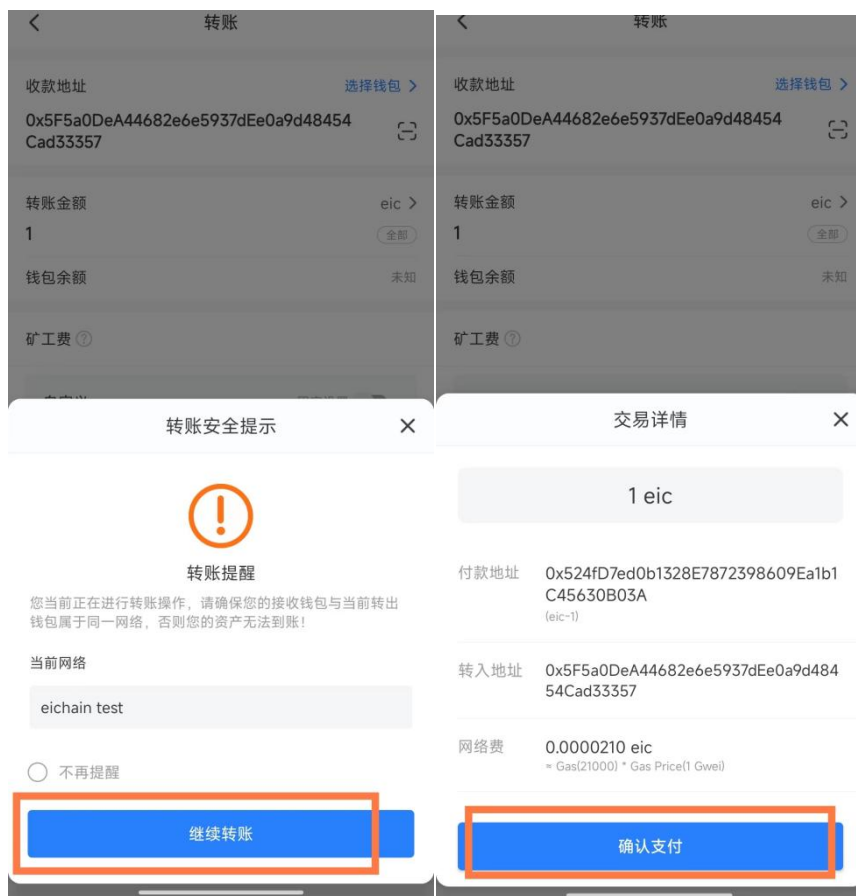 转账
收款地址
选择钱包 >
0x5F5a0DeA44682e6e5937dEe0a9d48454
Cad33357
转账金额
eic >
1
全部
钱包余额
未知
矿工费
转账安全提示
转账提醒
您当前正在进行转账操作，请确保您的接收钱包与当前转出
钱包属于同一网络，否则您的资产无法到账！
当前网络
eichain test
不再提醒
继续转账
转账
收款地址
选择钱包 >
0x5F5a0DeA44682e6e5937dEe0a9d48454
Cad33357
转账金额
eic >
1
全部
钱包余额
未知
矿工费
交易详情
1 eic
付款地址
0x524fD7ed0b1328E7872398609Ea1b1
C45630B03A
(eic-1)
转入地址
0x5F5a0DeA44682e6e5937dEe0a9d484
54Cad33357
网络费
0.0000210 eic
= Gas(21000) * Gas Price(1 Gwei)
确认支付